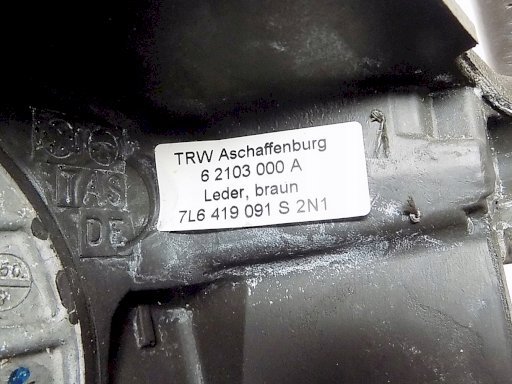 TRW Aschaffenburg
6 2103 000 A
Leder, braun
7L6 419 091 S 2N1
TAS
DE